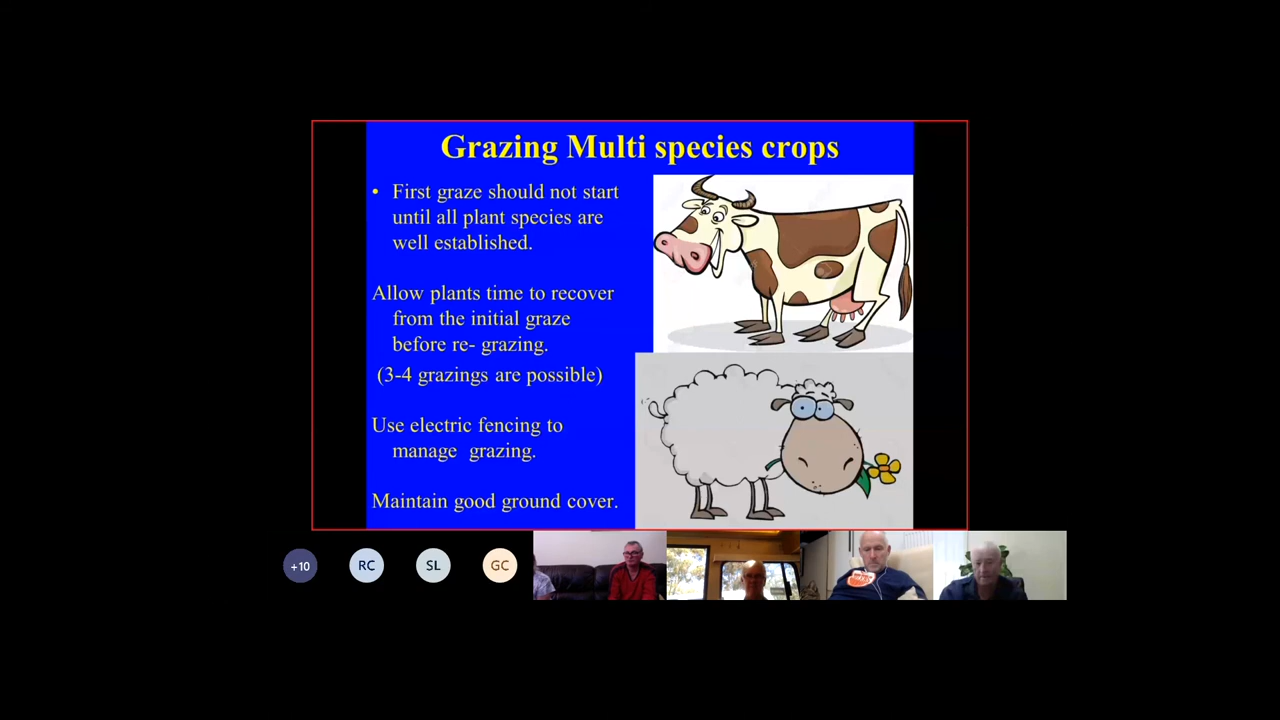 Grazing Multi species crops
• First graze should not start
until all plant species are
well established.
Allow plants time to recover
from the initial graze
before re- grazing.
(3-4 grazings are possible)
Use electric fencing to
manage grazing.
Maintain good ground cover.
+10
RC
SL
GC